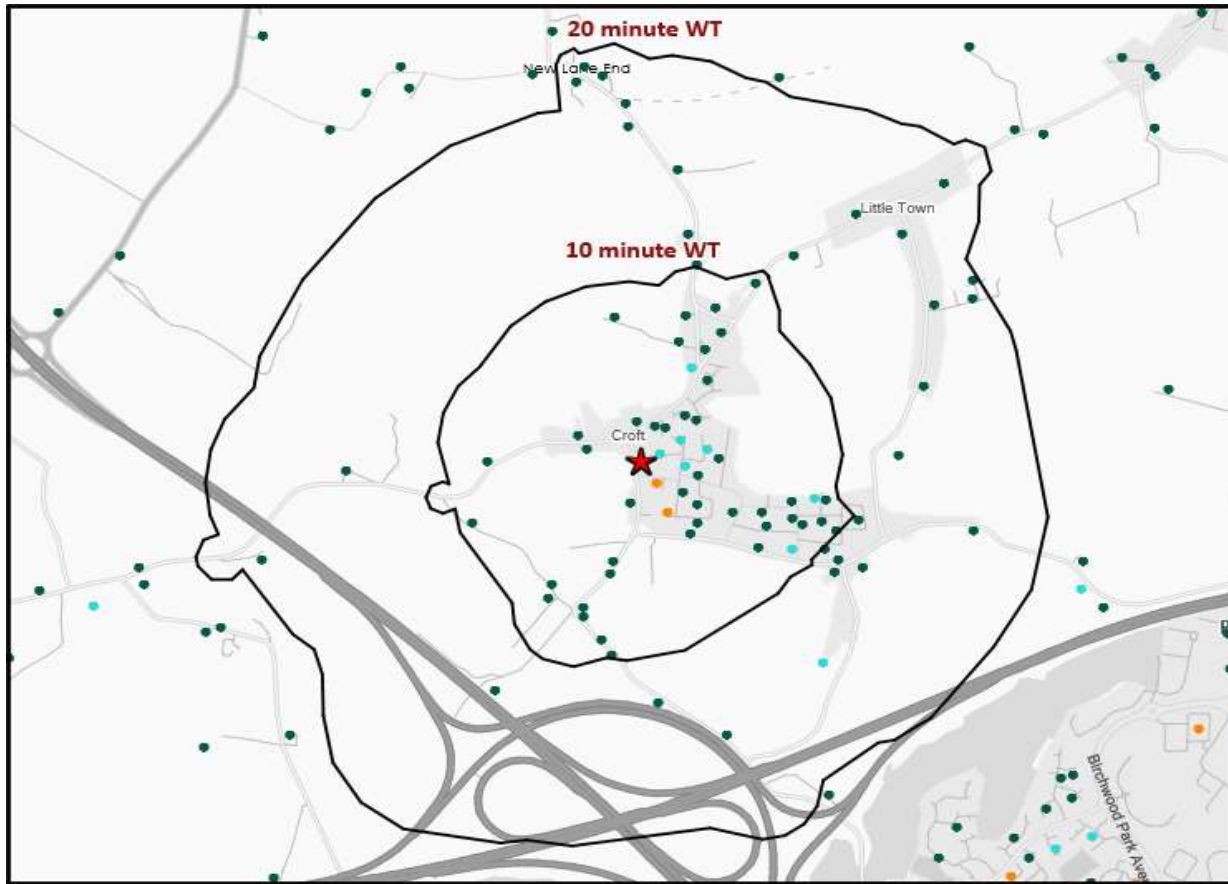 20 minute WT
New Lane End
Little Town
10 minute WT
Croft
Birchwood Park Ave